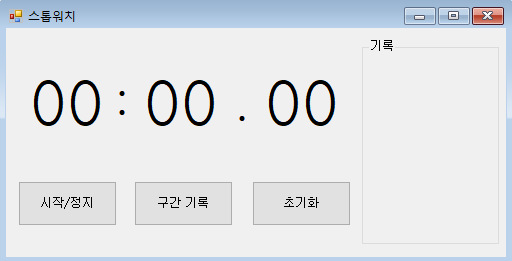 스톱워치
기록
00 : 00 . 00
시작/정지
구간 기록
초기화